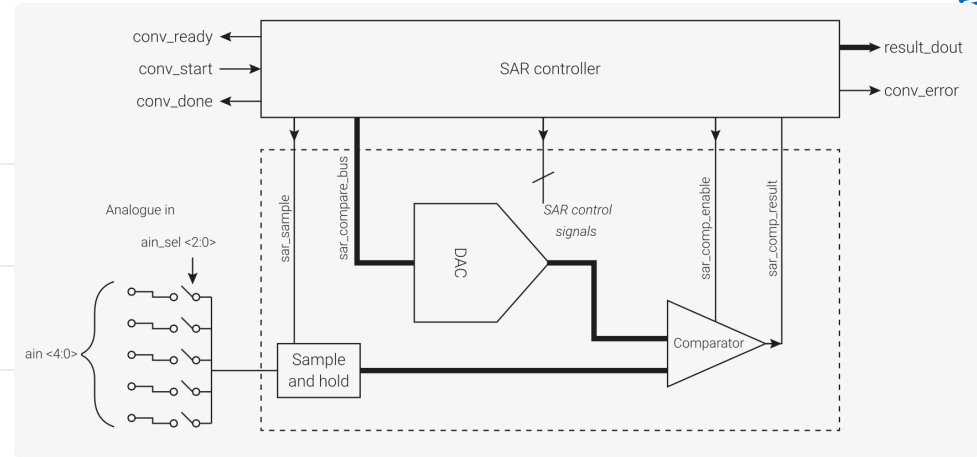 conv_ready
conv_start
conv_done
SAR controller
result_dout
conv_error
sar_sample
sar_compare_bus
SAR control
signals
sar_comp_enable
sar_comp_result
Analogue in
ain_sel <2:0>
DAC
ain <4:0>
Sample
and hold
Comparator